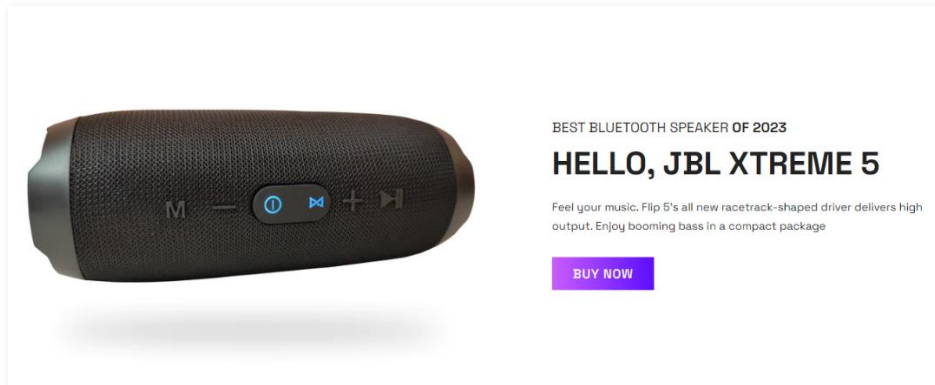 BEST BLUETOOTH SPEAKER OF 2023
HELLO, JBL XTREME 5
Feel your music. Flip 5's all new racetrack-shaped driver delivers high
output. Enjoy booming bass in a compact package
BUY NOW
M